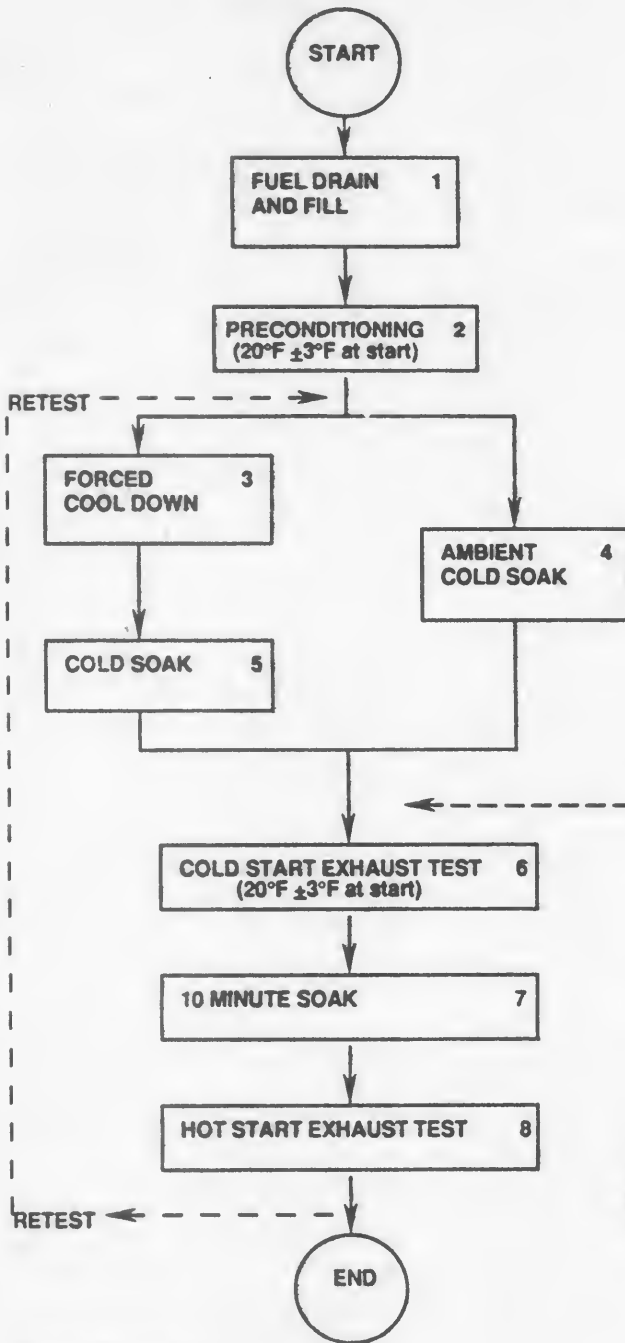 START
FUEL DRAIN 1
AND FILL
PRECONDITIONING 2
(20°F ±3°F at start)
RETEST
FORCED 3
COOL DOWN
AMBIENT 4
COLD SOAK
COLD SOAK 5
COLD START EXHAUST TEST 6
(20°F ±3°F at start)
10 MINUTE SOAK 7
HOT START EXHAUST TEST 8
RETEST
END